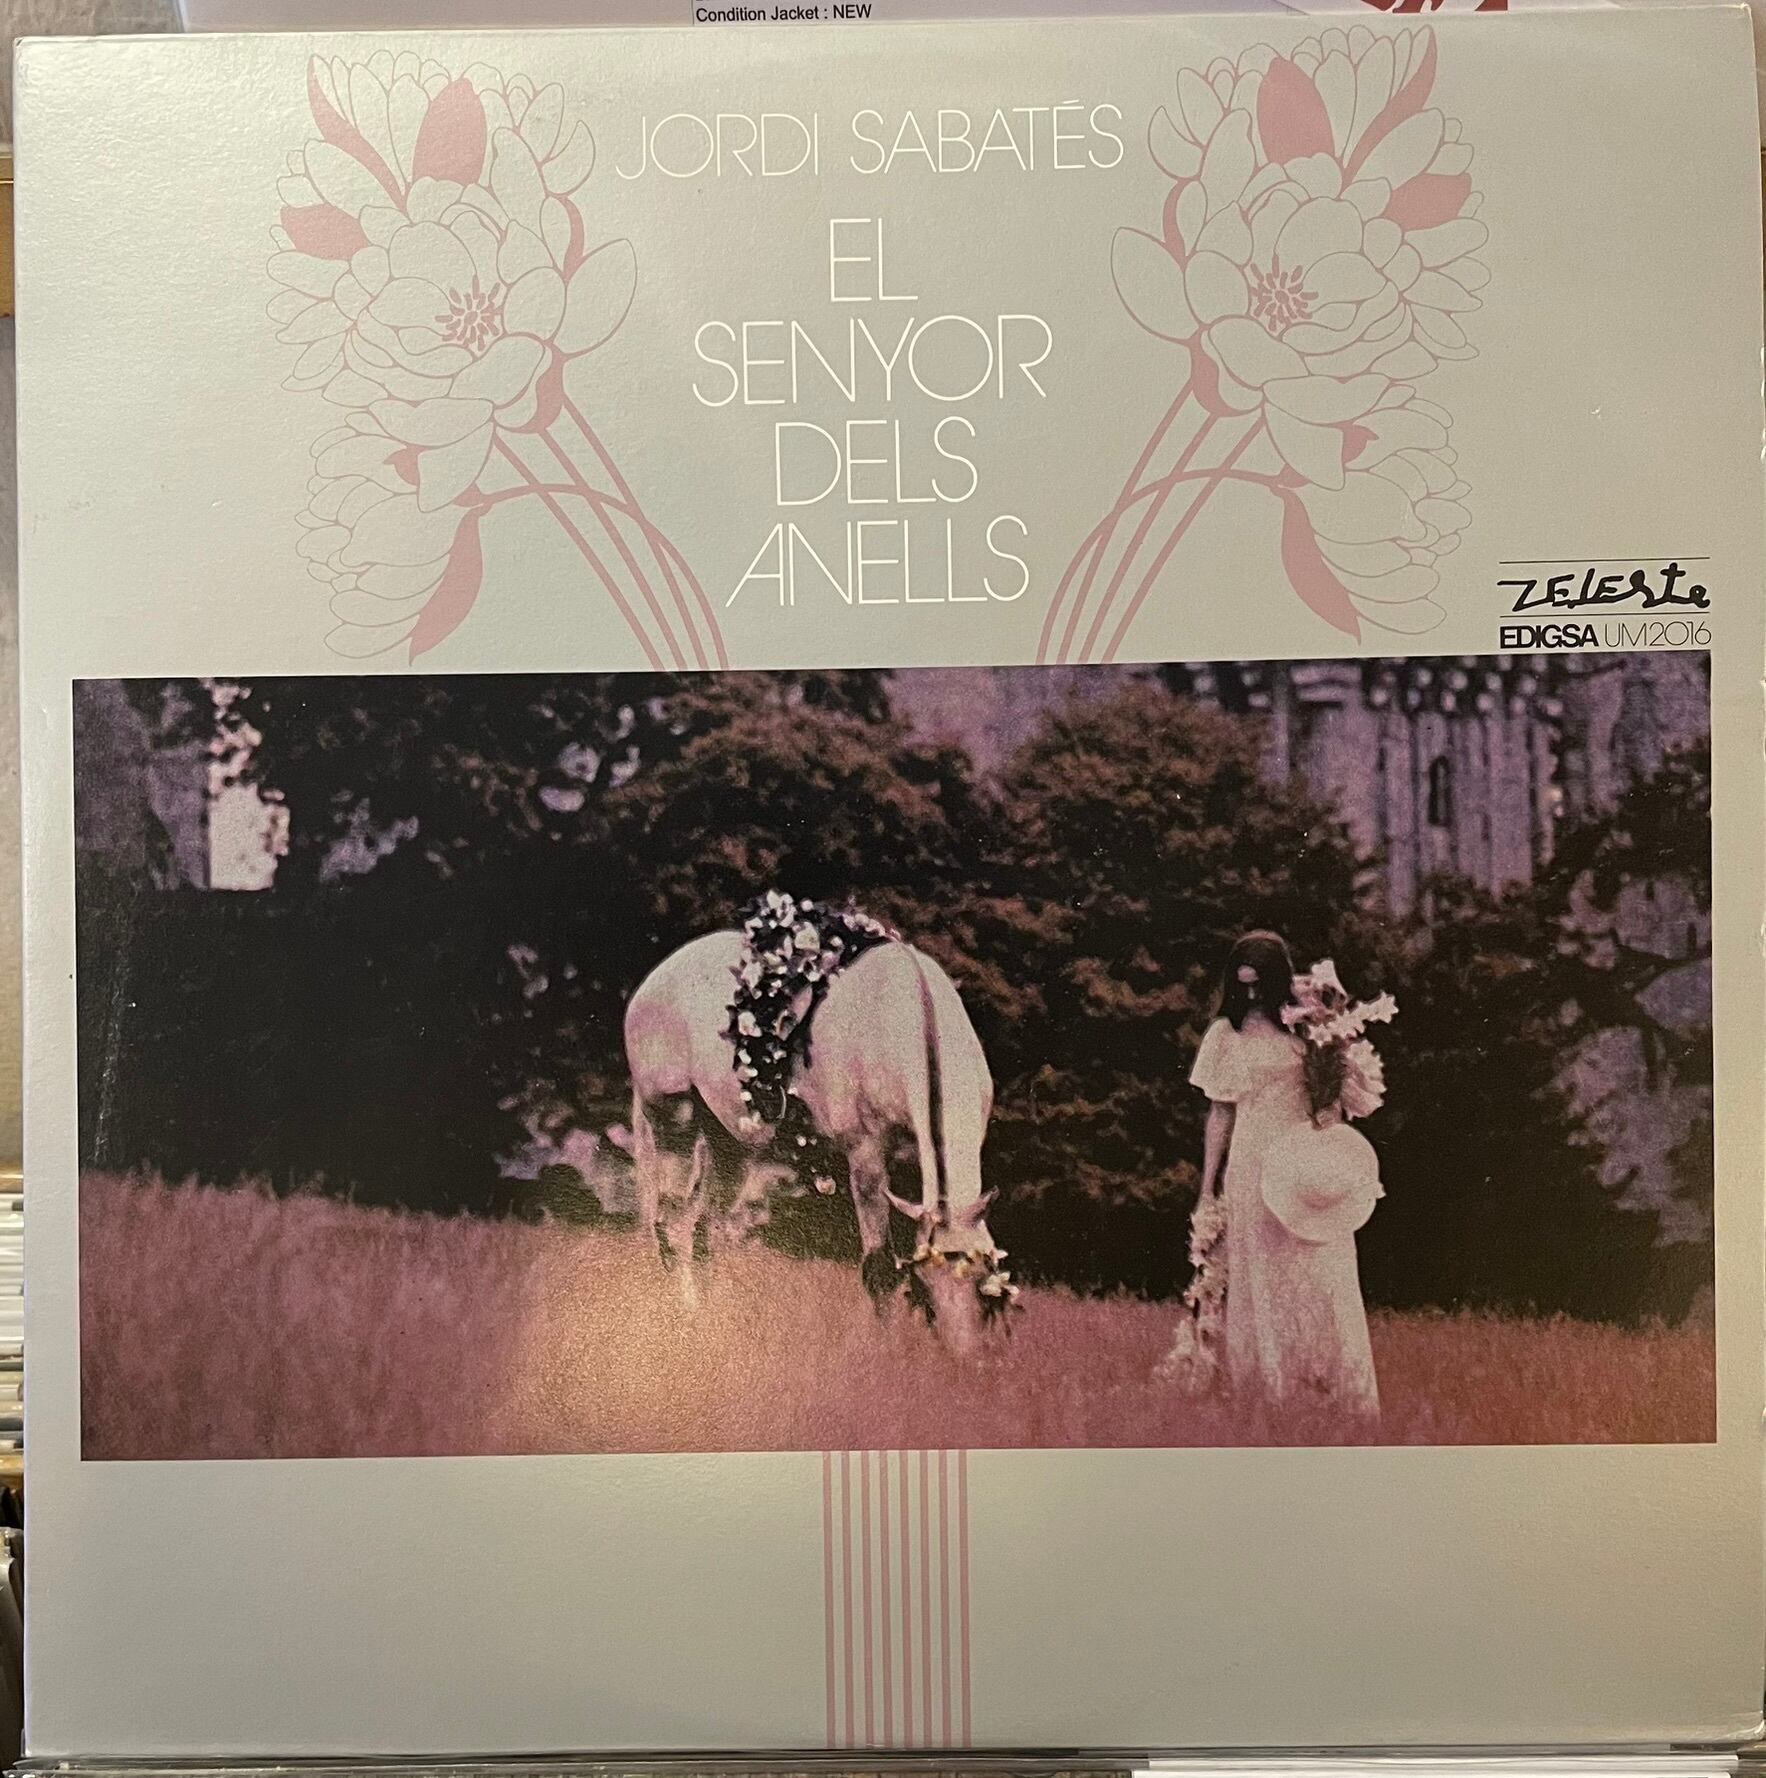 Condition Jacket : NEW
JORDI SABATÉS
EL
SENYOR
DELS
ANELLS
ZELESTE
EDIGSA UM2016